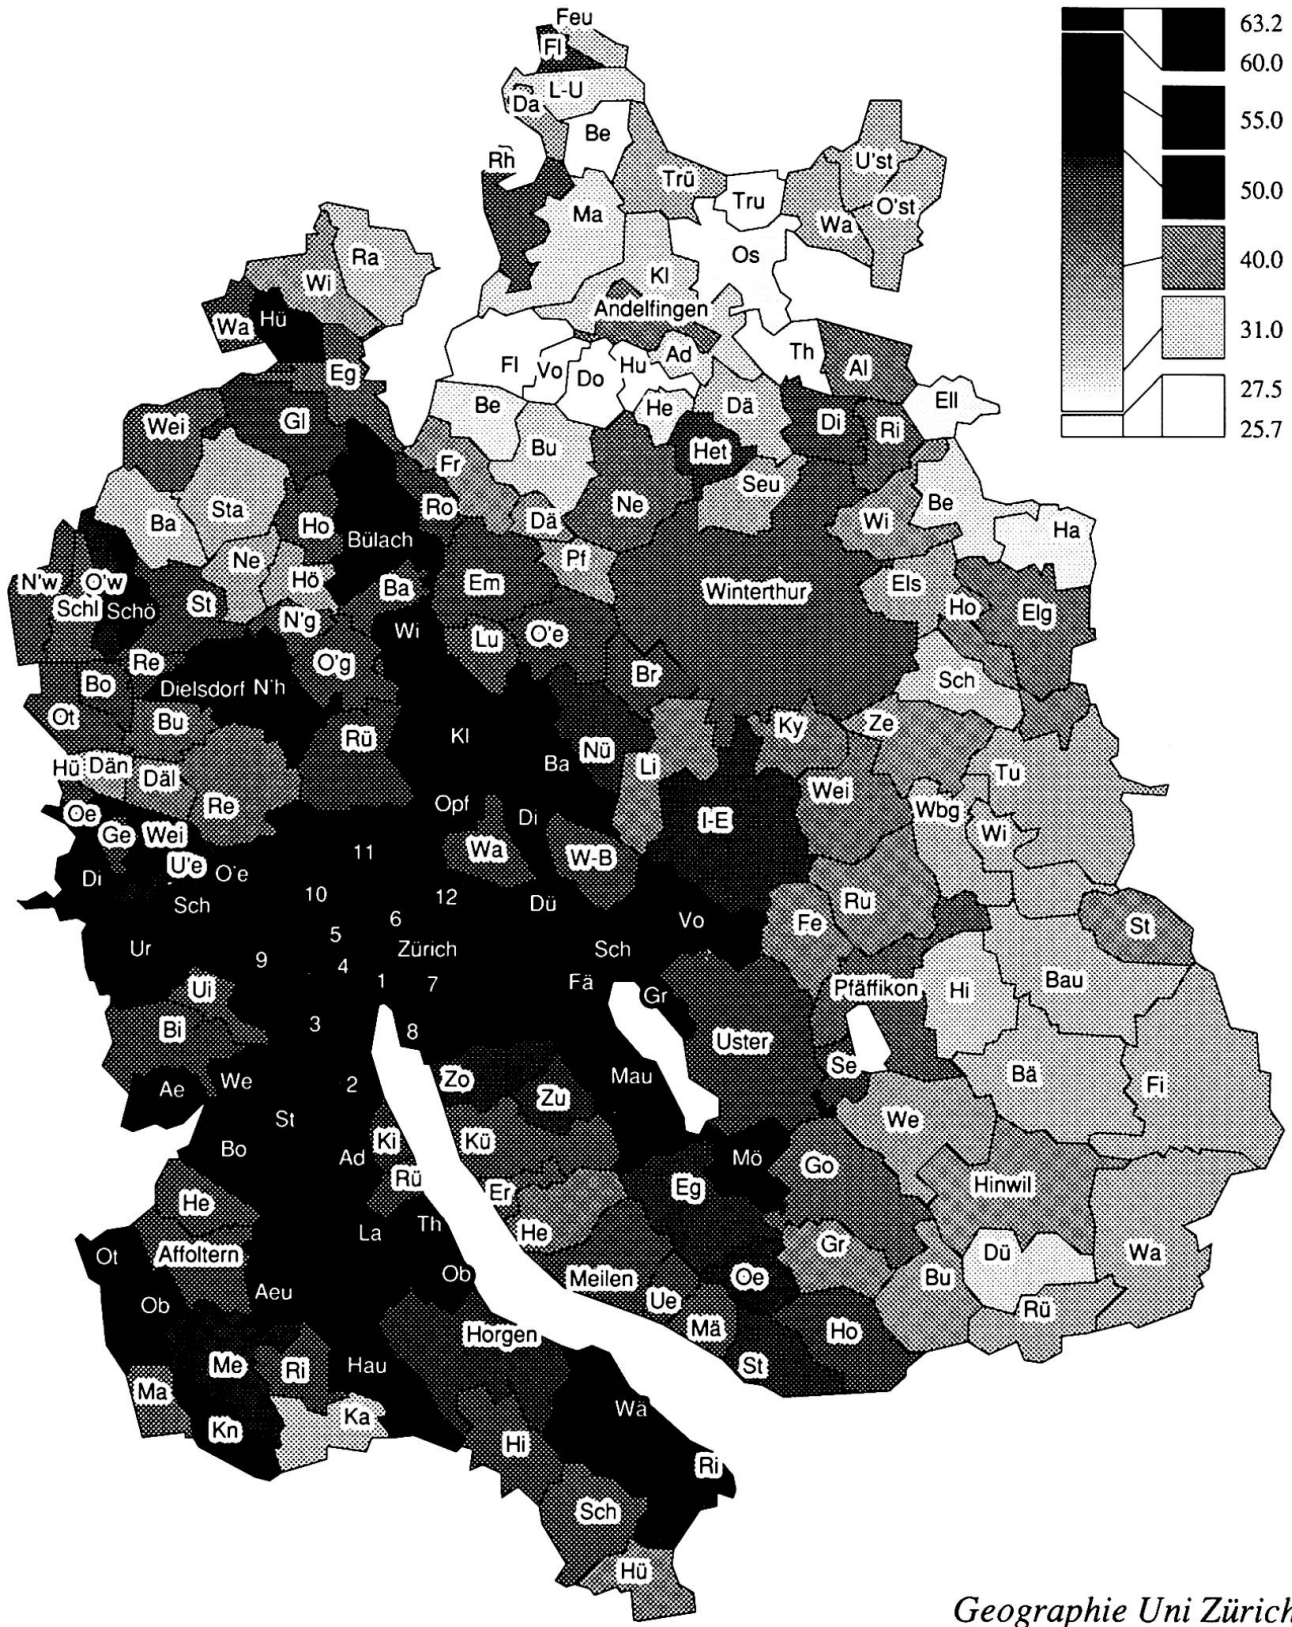 Feu
63.2
Fl
60.0
L-U
Da
55.0
Be
Rh
U'st
Trü
50.0
Tru
O'st
Ma
Wa
Os
Ra
40.0
Kl
Wi
Andelfingen
Hü
Wa
31.0
Ad
Th
Fl
Vo
Hu
Al
Eg
Do
27.5
Ell
Be
He
Dä
25.7
Gl
Di
Wei
Ri
Bu
Het
Fr
Seu
Be
Ro
Ne
Sta
Ba
Dä
Wi
Ho
Ha
Bülach
Pf
Ne
Hö
N'w
O'w
Em
Els
Ba
Winterthur
St
Schl
Schö
Ho
Elg
N'g
Wi
Lu
O'e
Re
O'g
Br
Bo
Dielsdorf
N'h
Sch
Ot
Bu
Ky
Ze
Rü
Kl
Nü
Hü
Dän
Däl
Ba
Li
Tu
Wei
Re
Opf
Oe
Wbg
Di
I-E
Ge
Wei
Wi
Wa
W-B
11
U'e
O'e
Di
10
12
Ru
Sch
Dü
6
Vo
Fe
St
5
Ur
Zürich
Sch
9
4
1
7
Fä
Bau
Ui
Pfäffikon
Hi
Gr
3
8
Bi
Uster
Se
Zo
Mau
Bä
We
2
Fi
Ae
Zu
St
We
Ki
Kü
Bo
Ad
Mö
Go
Rü
Eg
Hinwil
He
Er
Th
La
He
Gr
Affoltern
Dü
Wa
Ot
Ob
Meilen
Oe
Bu
Aeu
Ob
Ue
Rü
Mä
Horgen
Ho
Me
Hau
Ri
St
Ma
Wä
Ka
Kn
Hi
Ri
Sch
Hü
Geographie Uni Zürich